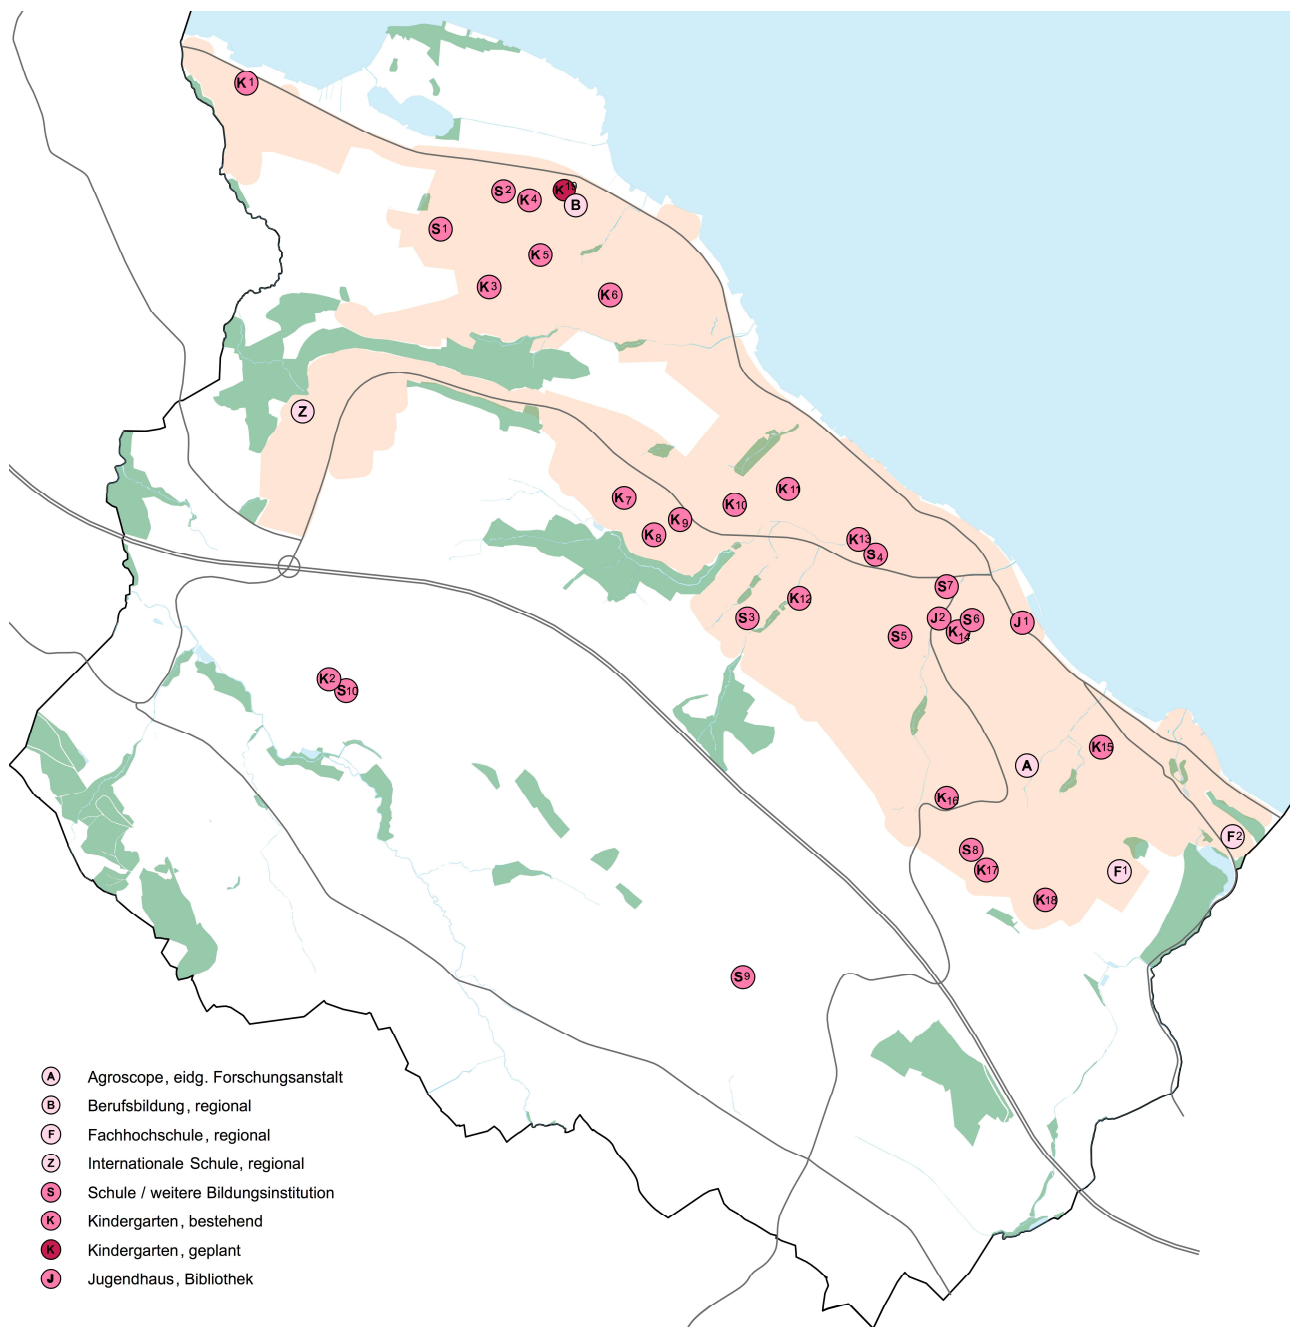 K1
S2
K4
K19
B
S1
K5
K3
K6
Z
K11
K7
K10
K9
K8
K13
S4
S7
K12
S3
J2
S6
J1
K14
S5
K2
S10
K15
A
K16
F2
S8
K17
F1
K18
S9
A Agroscope, eidg. Forschungsanstalt
B Berufsbildung, regional
F Fachhochschule, regional
Z Internationale Schule, regional
S Schule / weitere Bildungsinstitution
K Kindergarten, bestehend
K Kindergarten, geplant
J Jugendhaus, Bibliothek